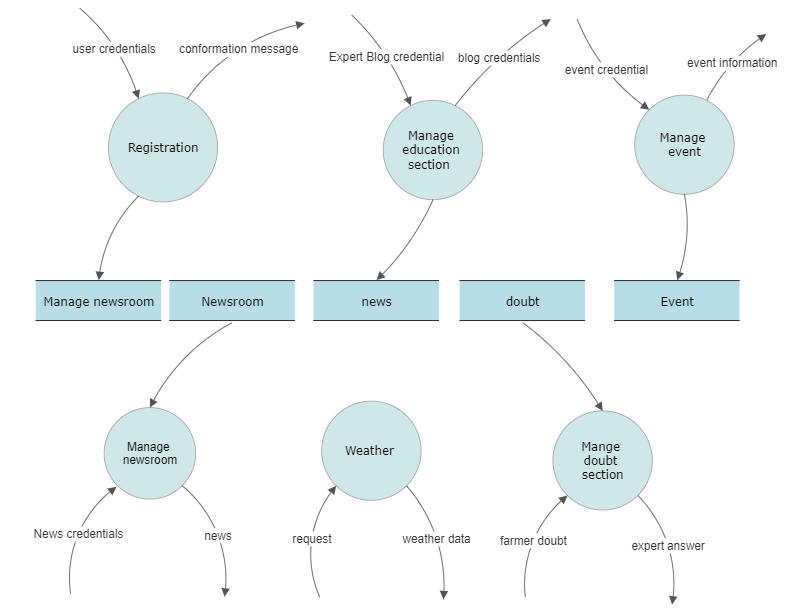 user credentials
conformation message
Expert Blog credential
blog credentials
event credential
event information
Registration
Manage
education
section
Manage
event
Manage newsroom
Newsroom
news
doubt
Event
Manage
newsroom
Weather
Mange
doubt
section
News credentials
news
request
weather data
farmer doubt
expert answer